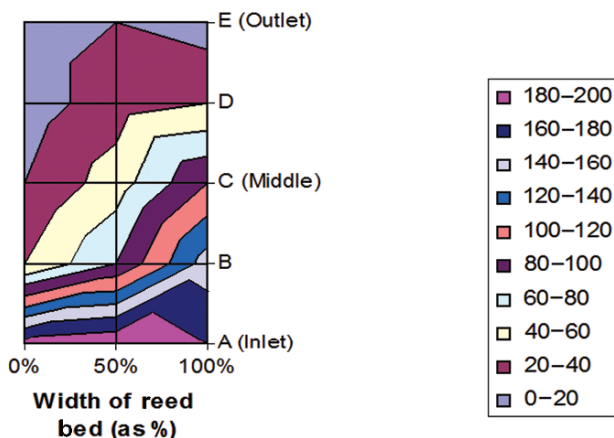 E (Outlet)
D
C (Middle)
B
A (Inlet)
0%
50%
100%
Width of reed
bed (as %)
180–200
160–180
140–160
120–140
100–120
80–100
60–80
40–60
20–40
0–20